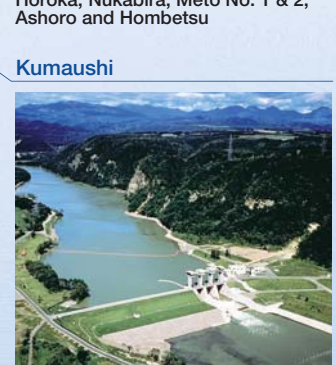 Horoka, Nukabira, Meto No. 1 & 2,
Ashoro and Hombetsu
Kumaushi